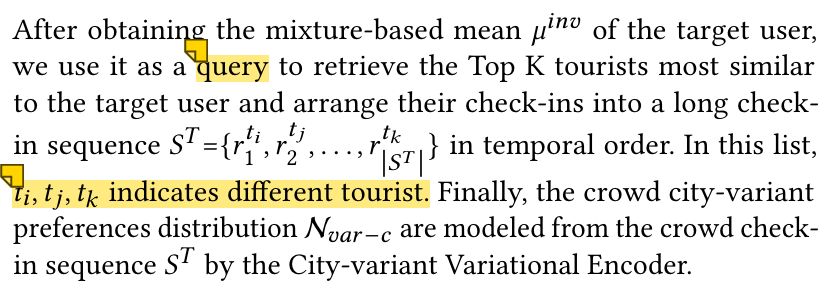 After obtaining the mixture-based mean μ^{inv} of the target user,
we use it as a query to retrieve the Top K tourists most similar
to the target user and arrange their check-ins into a long check-
in sequence S^T={r_1^{t_i}, r_2^{t_j}, . . . , r_{|S^T|}^{t_k}} in temporal order. In this list,
t_i, t_j, t_k indicates different tourist. Finally, the crowd city-variant
preferences distribution 𝒩_{var−c} are modeled from the crowd check-
in sequence S^T by the City-variant Variational Encoder.